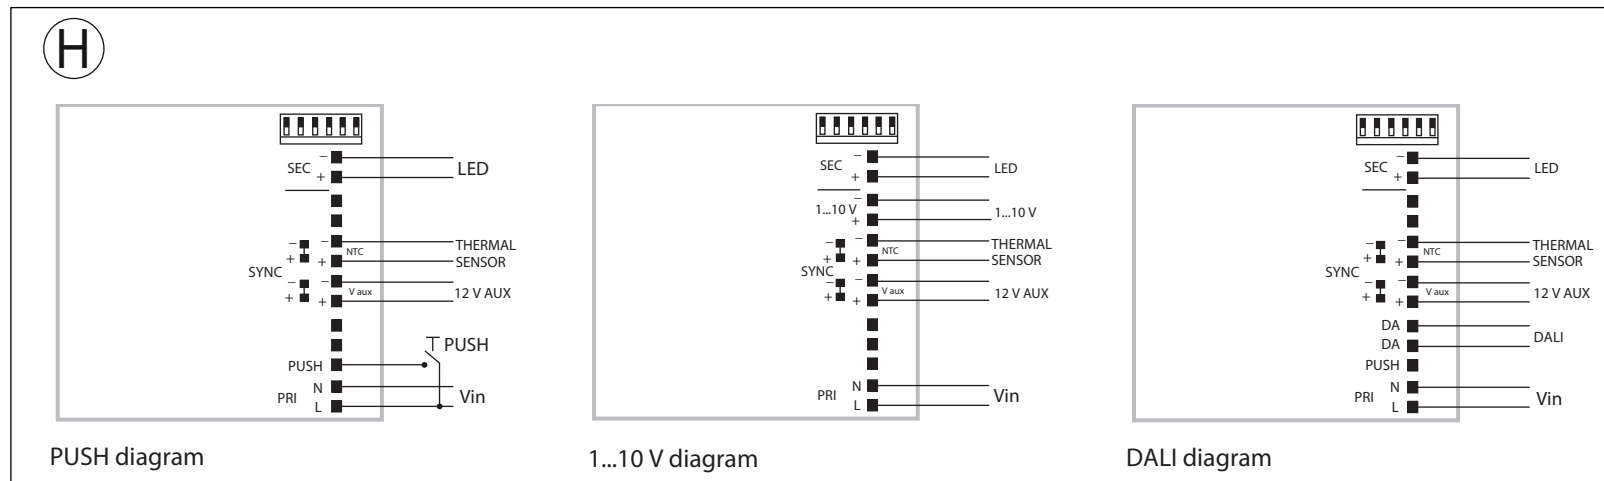 H
SEC
−
+
LED
−
+
SYNC
−
+
−
+
NTC
THERMAL
SENSOR
−
+
V aux
12 V AUX
PUSH
PUSH
PRI
N
L
Vin
PUSH diagram
SEC
−
+
LED
1...10 V
−
+
1...10 V
−
+
SYNC
−
+
−
+
NTC
THERMAL
SENSOR
−
+
V aux
12 V AUX
PRI
N
L
Vin
1...10 V diagram
SEC
−
+
LED
−
+
SYNC
−
+
−
+
NTC
THERMAL
SENSOR
−
+
V aux
12 V AUX
DA
DA
DALI
PUSH
PRI
N
L
Vin
DALI diagram